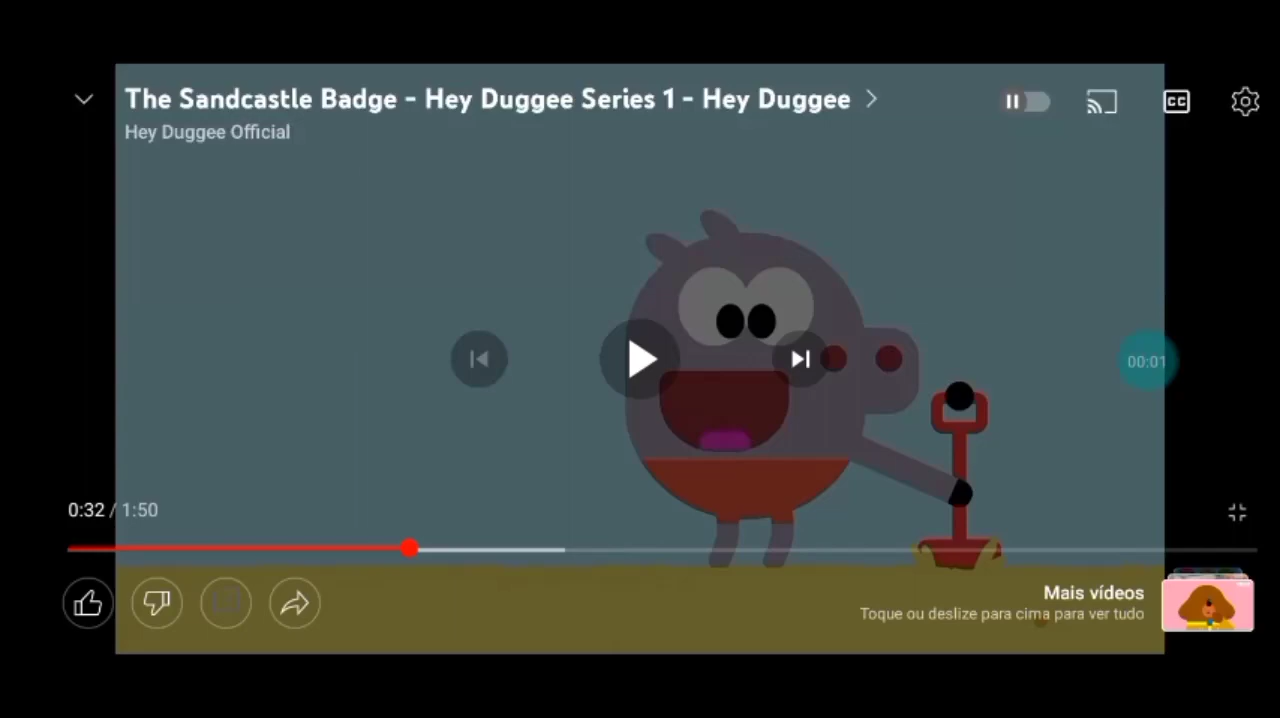 The Sandcastle Badge - Hey Duggee Series 1 - Hey Duggee
Hey Duggee Official
CC
00:01
0:32 / 1:50
Mais vídeos
Toque ou deslize para cima para ver tudo